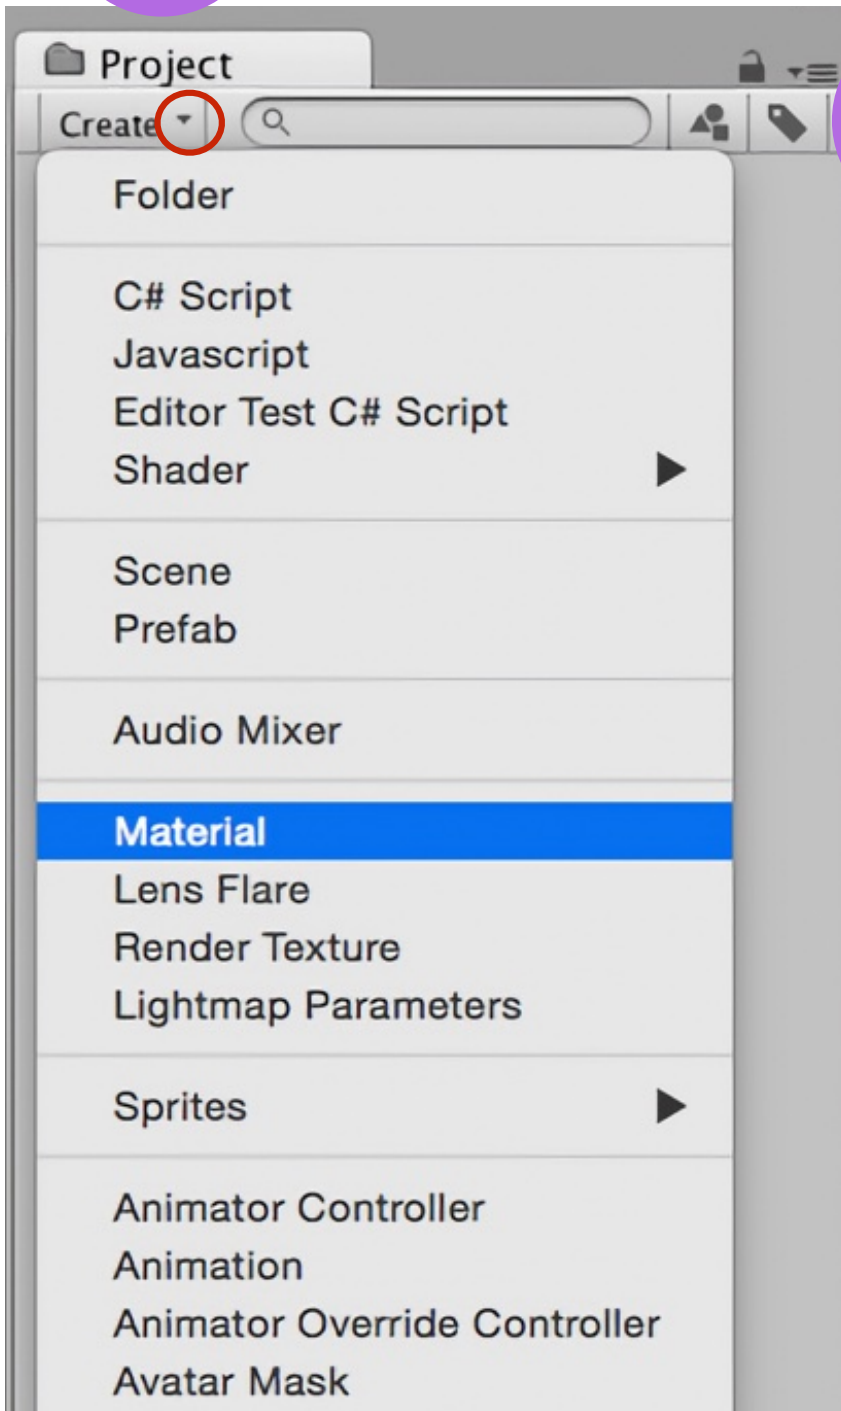 Project
Create
Folder
C# Script
Javascript
Editor Test C# Script
Shader
Scene
Prefab
Audio Mixer
Material
Lens Flare
Render Texture
Lightmap Parameters
Sprites
Animator Controller
Animation
Animator Override Controller
Avatar Mask